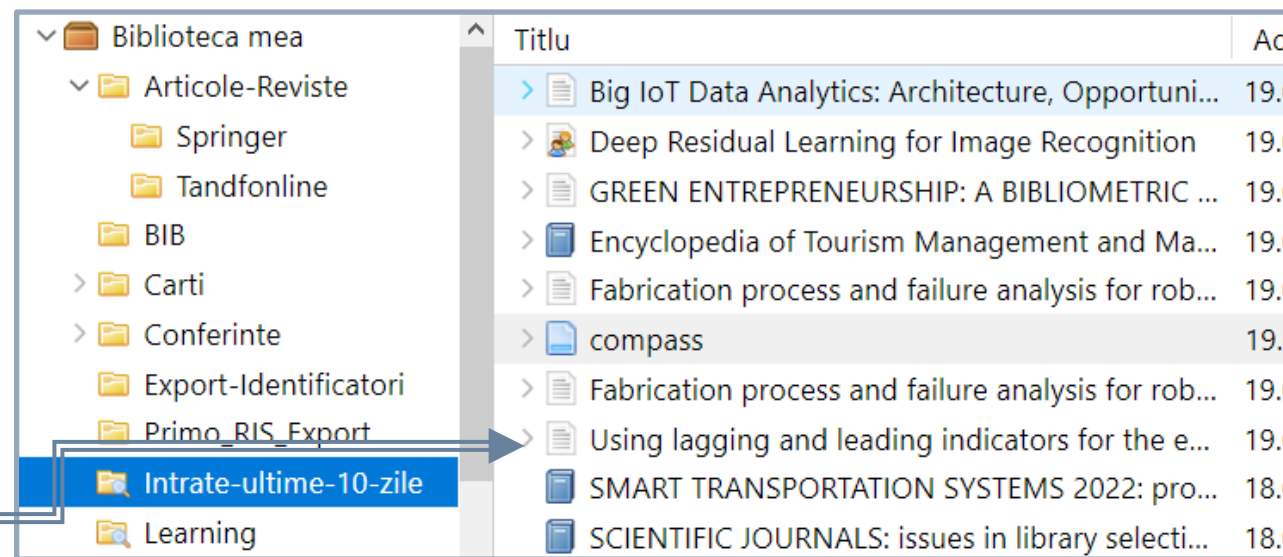 Biblioteca mea
Articole-Reviste
Springer
Tandfonline
BIB
Carti
Conferinte
Export-Identificatori
Primo_RIS_Export
Intrate-ultime-10-zile
Learning
Titlu
Big IoT Data Analytics: Architecture, Opportuni... 19.
Deep Residual Learning for Image Recognition 19.
GREEN ENTREPRENEURSHIP: A BIBLIOMETRIC ... 19.
Encyclopedia of Tourism Management and Ma... 19.
Fabrication process and failure analysis for rob... 19.
compass 19.
Fabrication process and failure analysis for rob... 19.
Using lagging and leading indicators for the e... 19.
SMART TRANSPORTATION SYSTEMS 2022: pro... 18.
SCIENTIFIC JOURNALS: issues in library selecti... 18.